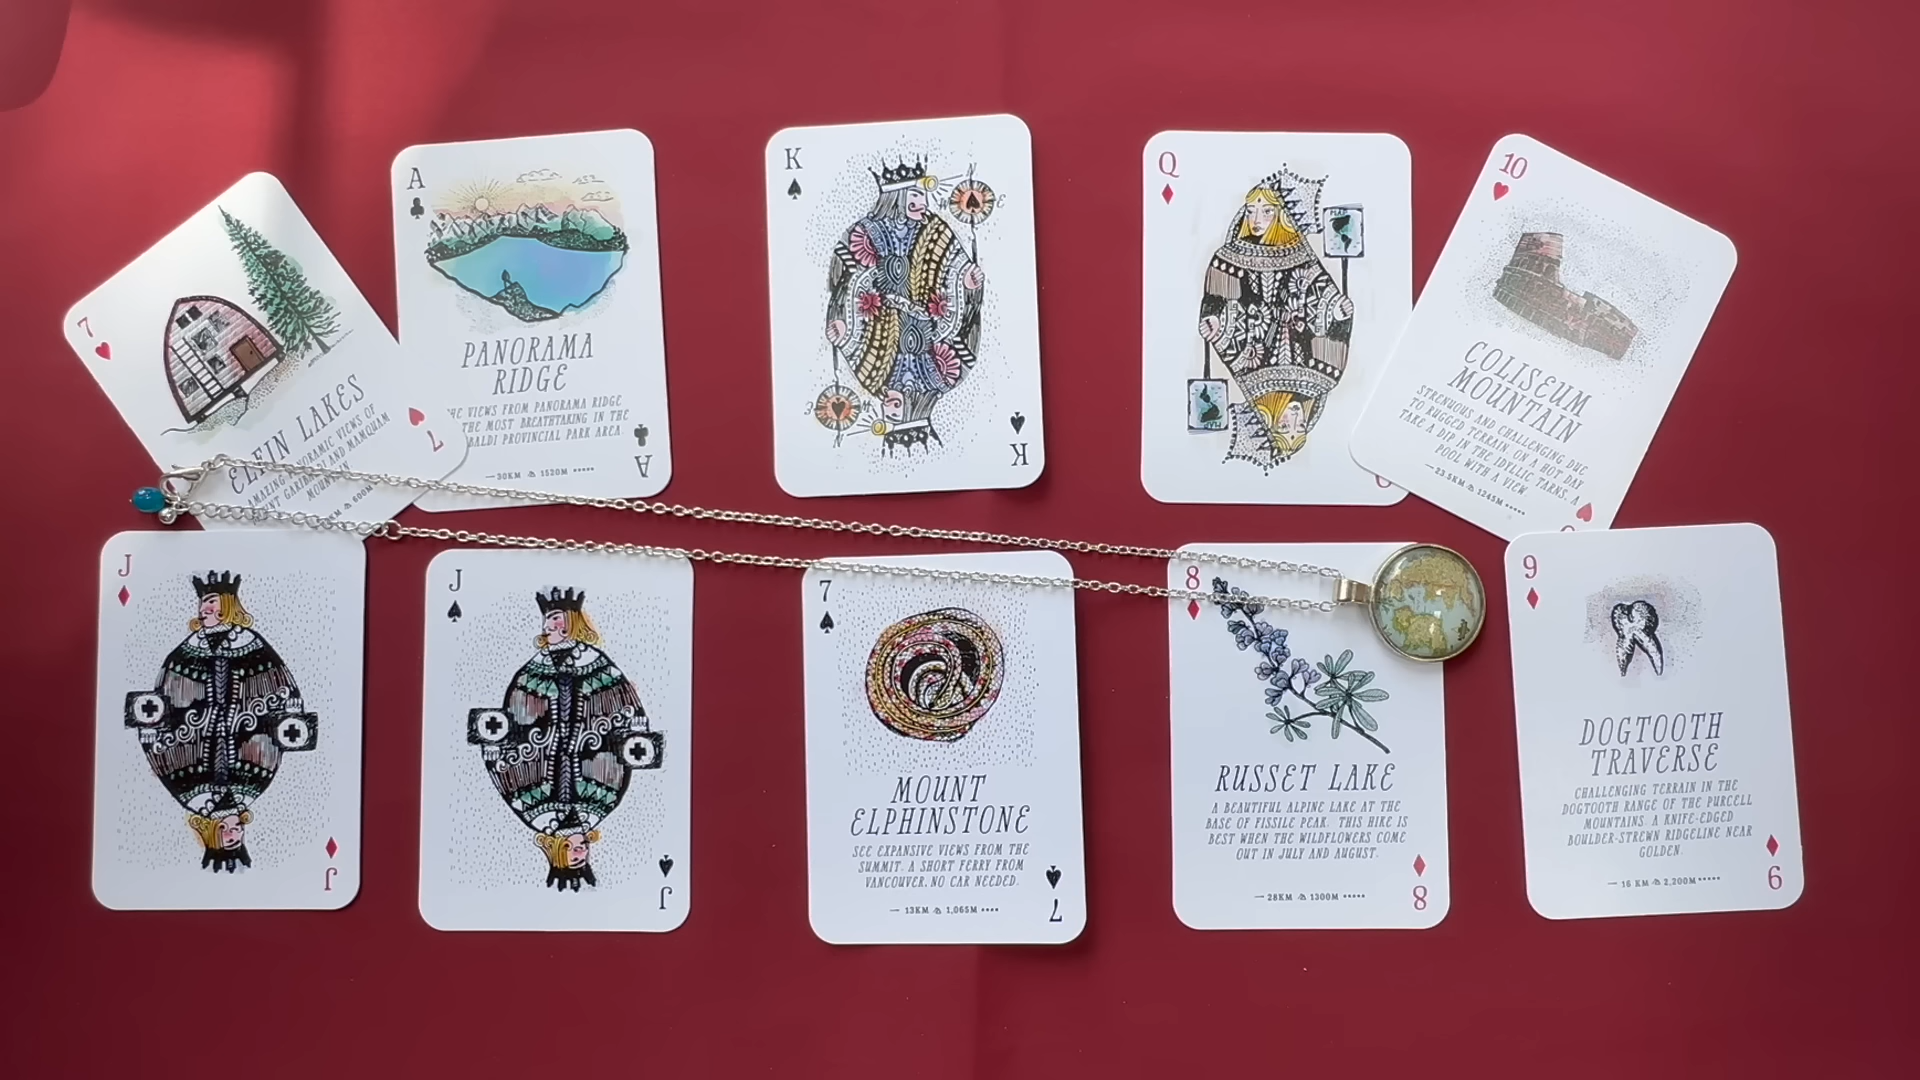 7
ELFIN LAKES
AMAZING PANORAMIC VIEWS OF
MOUNT GARIBALDI AND MAMQUAM
MOUNTAIN
KM 600M
7
A
PANORAMA
RIDGE
THE VIEWS FROM PANORAMA RIDGE
THE MOST BREATHTAKING IN THE
BALDI PROVINCIAL PARK AREA.
30KM 1520M
A
K
E
K
Q
10
COLISEUM
MOUNTAIN
STRENUOUS AND CHALLENGING DUE
TO RUGGED TERRAIN. ON A HOT DAY
TAKE A DIP IN THE IDYLLIC TARNS. A
POOL WITH A VIEW
23.5KM 1245M
J
J
J
J
7
MOUNT
ELPHINSTONE
SEE EXPANSIVE VIEWS FROM THE
SUMMIT. A SHORT FERRY FROM
VANCOUVER, NO CAR NEEDED.
13KM 1,065M
7
8
RUSSET LAKE
A BEAUTIFUL ALPINE LAKE AT THE
BASE OF FISSILE PEAK. THIS HIKE IS
BEST WHEN THE WILDFLOWERS COME
OUT IN JULY AND AUGUST.
28KM 1300M
8
9
DOGTOOTH
TRAVERSE
CHALLENGING TERRAIN IN THE
DOGTOOTH RANGE OF THE PURCELL
MOUNTAINS. A KNIFE-EDGED
BOULDER-STREWN RIDGELINE NEAR
GOLDEN.
16 KM 2,200M
9